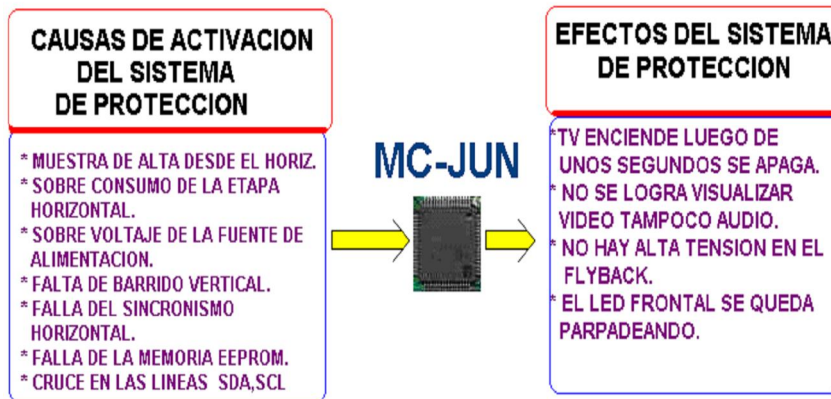 CAUSAS DE ACTIVACION
DEL SISTEMA
DE PROTECCION
* MUESTRA DE ALTA DESDE EL HORIZ.
* SOBRE CONSUMO DE LA ETAPA
HORIZONTAL.
* SOBRE VOLTAJE DE LA FUENTE DE
ALIMENTACION.
* FALTA DE BARRIDO VERTICAL.
* FALLA DEL SINCRONISMO
HORIZONTAL.
* FALLA DE LA MEMORIA EEPROM.
* CRUCE EN LAS LINEAS SDA,SCL
MC-JUN
EFECTOS DEL SISTEMA
DE PROTECCION
*TV ENCIENDE LUEGO DE
UNOS SEGUNDOS SE APAGA.
* NO SE LOGRA VISUALIZAR
VIDEO TAMPOCO AUDIO.
* NO HAY ALTA TENSION EN EL
FLYBACK.
* EL LED FRONTAL SE QUEDA
PARPADEANDO.